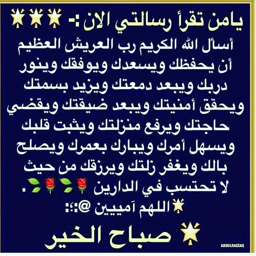 يامن تقرأ رسالتي الان :- 🌟🌟🌟
أسأل الله الكريم رب العريش العظيم
أن يحفظك ويسعدك ويوفقك وينور
دربك ويبعد دمعتك ويزيد بسمتك
ويحقق أمنيتك ويبعد ضيقتك ويقضي
حاجتك ويرفع منزلتك ويثبت قلبك
ويسهل أمرك ويبارك بعمرك ويصلح
بالك ويغفر زلتك ويرزقك من حيث
لا تحتسب في الدارين 🌹🍃🌹🍃.
🌟اللهم آمييين @؛؛:
🌟 صباح الخير 🌟
ABDULRAZZAQ